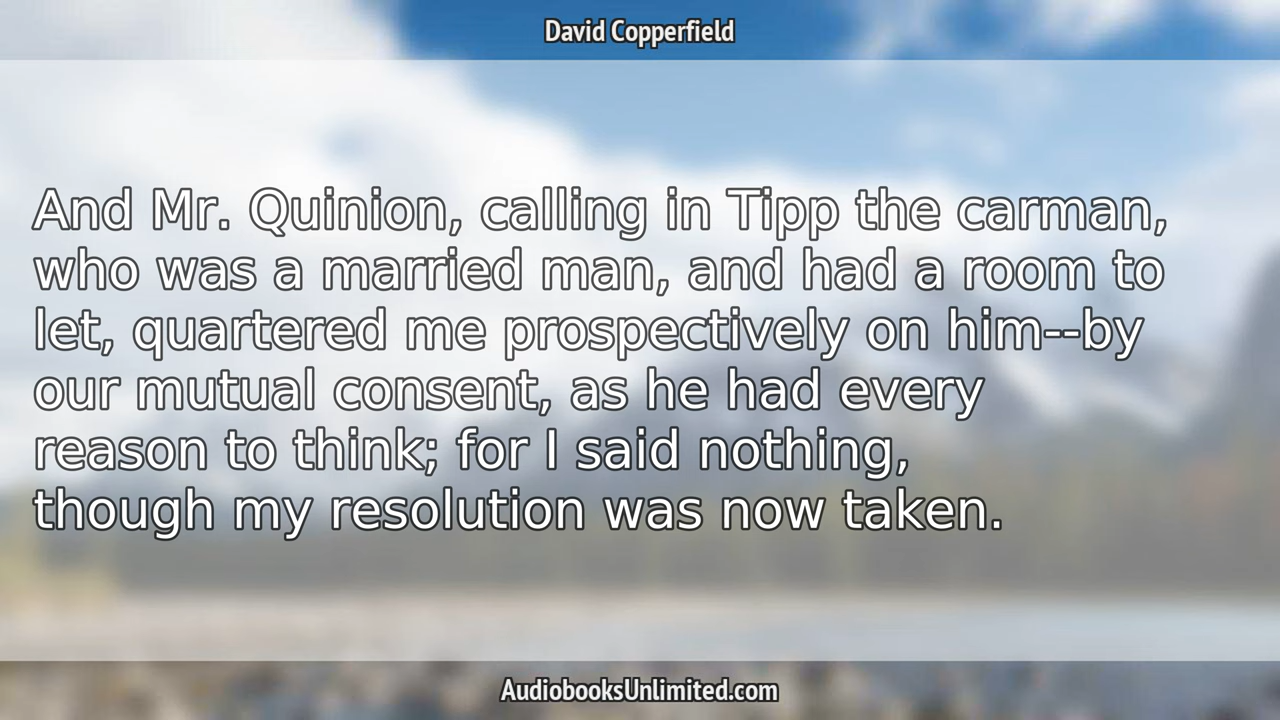 David Copperfield
And Mr. Quinion, calling in Tipp the carman,
who was a married man, and had a room to
let, quartered me prospectively on him--by
our mutual consent, as he had every
reason to think; for I said nothing,
though my resolution was now taken.
AudiobooksUnlimited.com